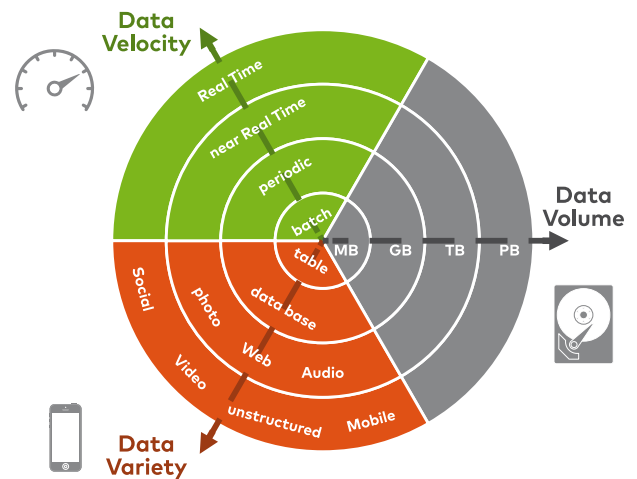 Data
Velocity
Real Time
near Real Time
periodic
batch
Data
Volume
MB
GB
TB
PB
table
data base
Social
photo
Web
Audio
Video
unstructured
Mobile
Data
Variety